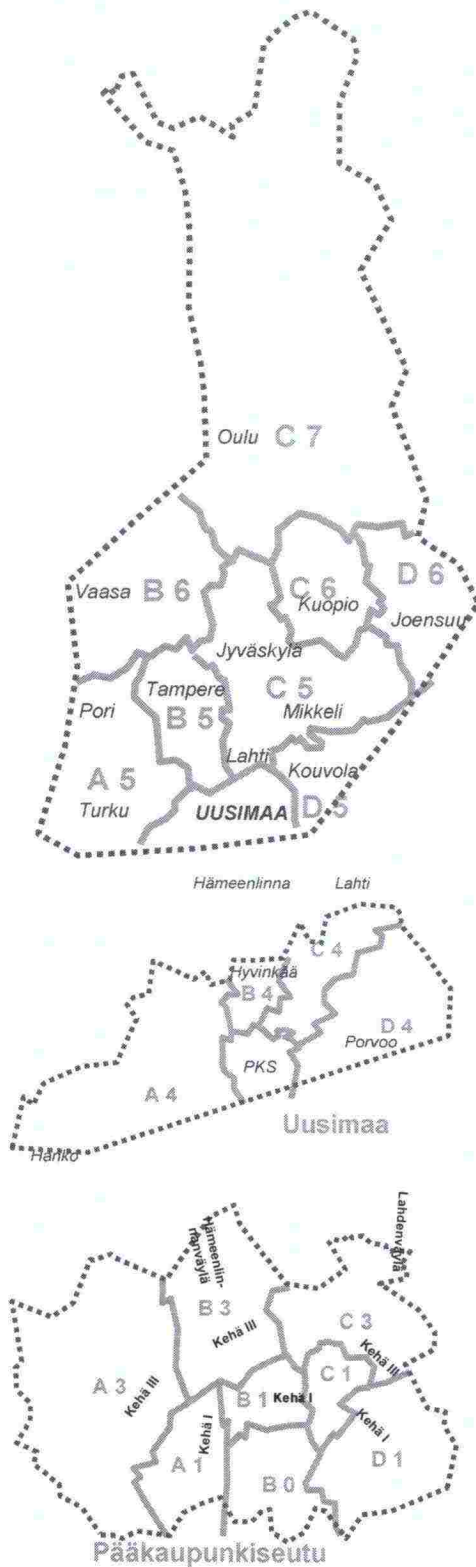 Oulu C 7
Vaasa B 6
C 6
D 6
Kuopio
Joensuu
Jyväskylä
Tampere
C 5
Pori
B 5
Mikkeli
Lahti
A 5
Kouvola
Turku
UUSIMAA
D 5
Hämeenlinna Lahti
C 4
Hyvinkää
B 4
D 4
PKS
Porvoo
A 4
Uusimaa
Hanko
Lahdenväylä
Hämeenlin-
nanväylä
B 3
C 3
Kehä III
Kehä III
A 3
Kehä III
C 1
B 1
Kehä I
Kehä I
Kehä I
A 1
D 1
B 0
Pääkaupunkiseutu